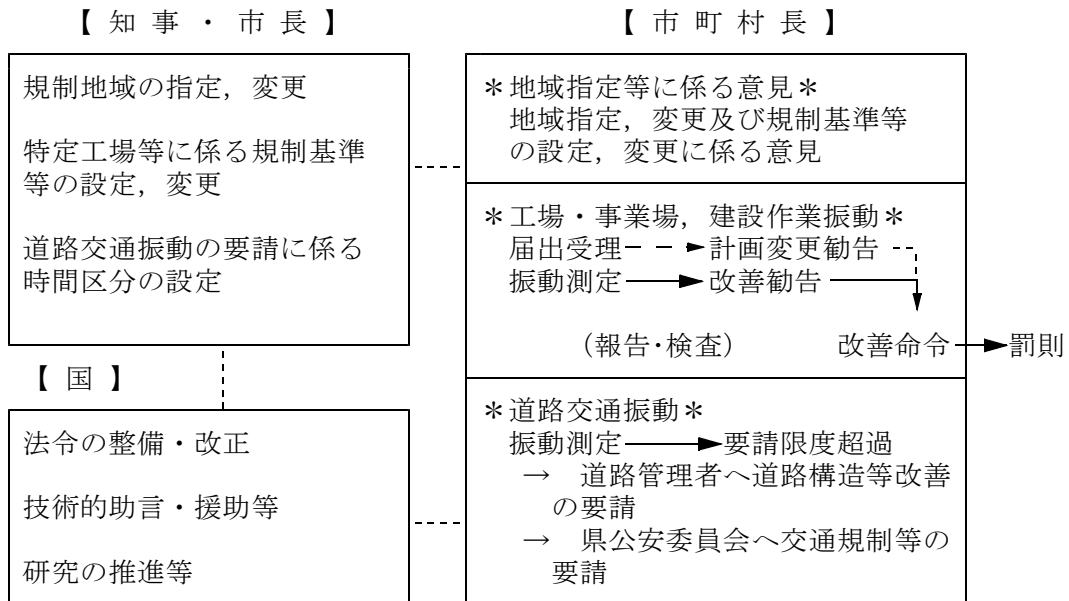 【 知 事 ・ 市 長 】
規制地域の指定，変更
特定工場等に係る規制基準
等の設定，変更
道路交通振動の要請に係る
時間区分の設定
【 国 】
法令の整備・改正
技術的助言・援助等
研究の推進等
【 市 町 村 長 】
＊地域指定等に係る意見＊
地域指定，変更及び規制基準等
の設定，変更に係る意見
＊工場・事業場，建設作業振動＊
届出受理 計画変更勧告
振動測定 改善勧告
（報告・検査） 改善命令 罰則
＊道路交通振動＊
振動測定 要請限度超過
→ 道路管理者へ道路構造等改善
の要請
→ 県公安委員会へ交通規制等の
要請